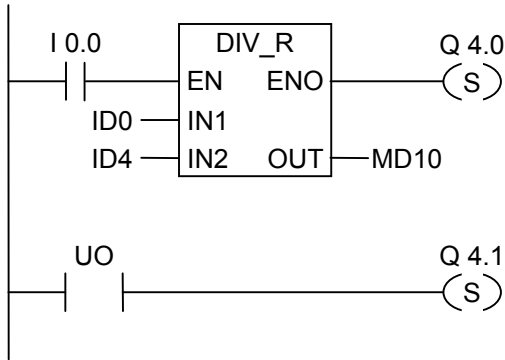 I 0.0 DIV_R Q 4.0
EN ENO S
ID0 IN1
ID4 IN2 OUT MD10
UO Q 4.1
S